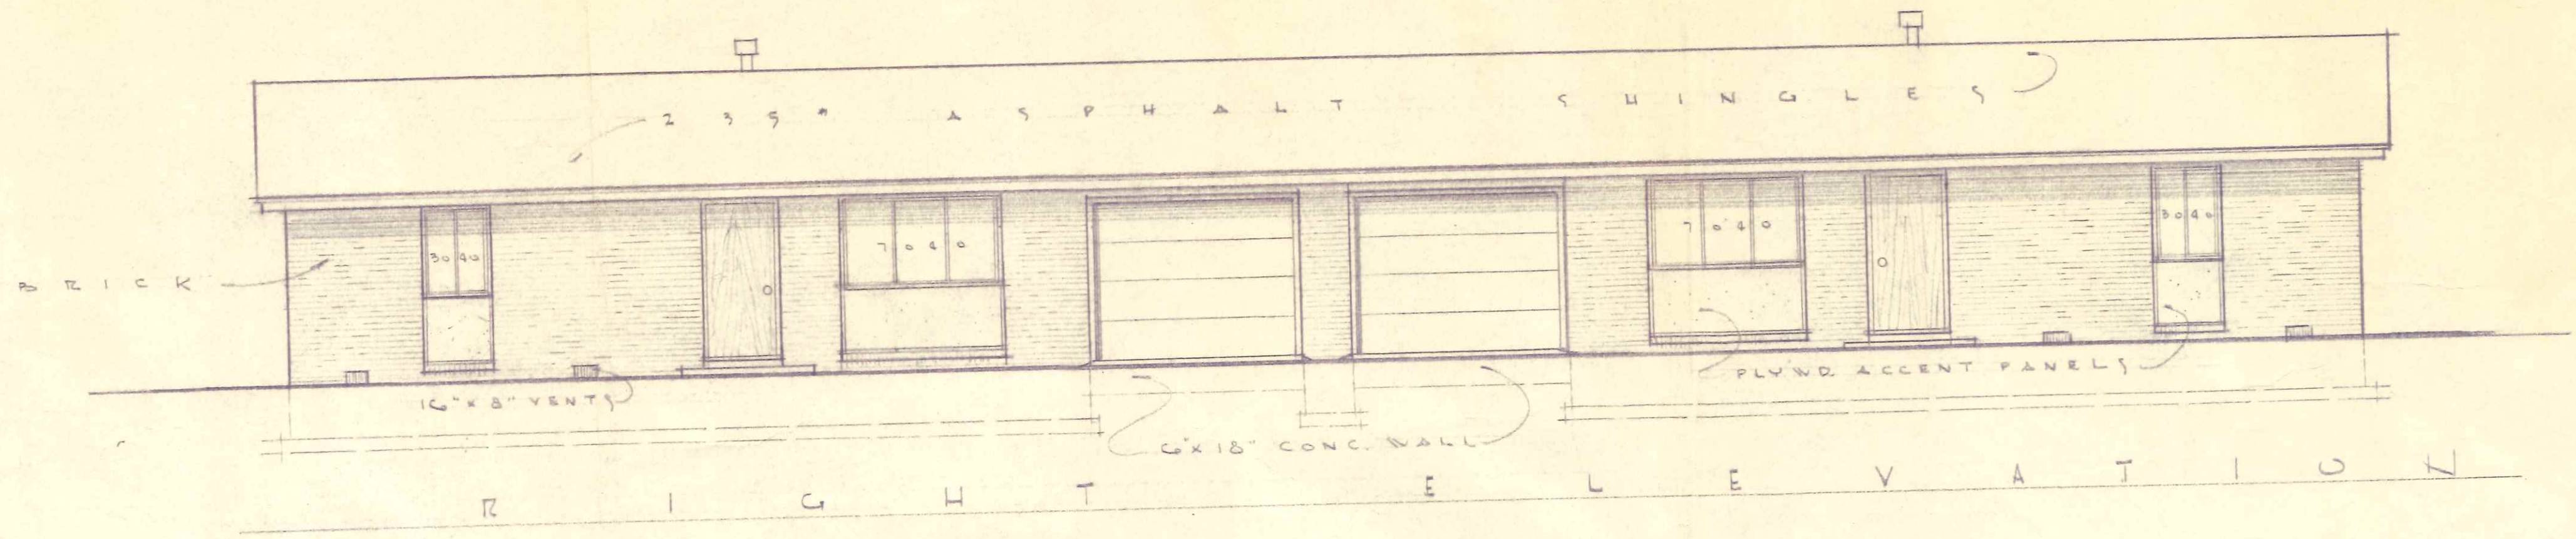 235# ASPHALT SHINGLES
3040
7040
7040
3040
BRICK
16"x8" VENTS
PLYWD. ACCENT PANELS
6"x18" CONC. WALL
RIGHT ELEVATION